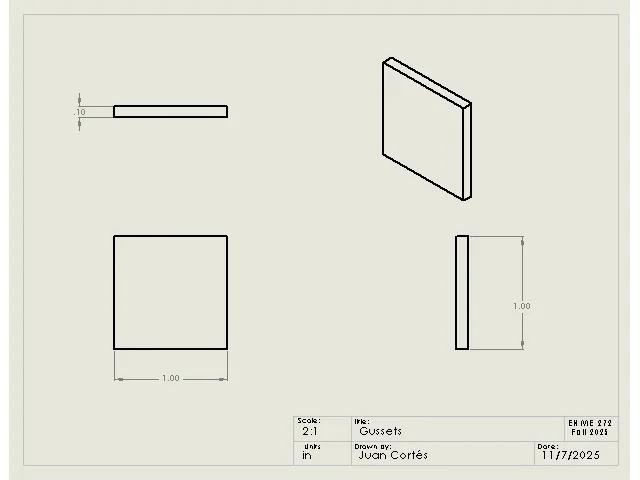 .10
1.00
1.00
Scale:
2:1
Title:
Gussets
ENME 272
Fall 2025
Units
in
Drawn by:
Juan Cortés
Date:
11/7/2025